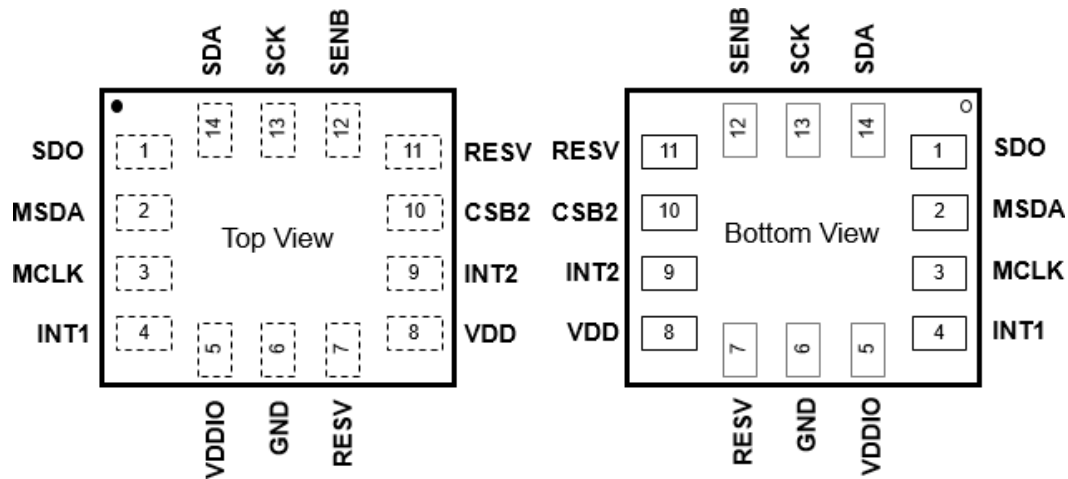 SDA SCK SENB
14 13 12
SDO 1 11 RESV
MSDA 2 10 CSB2
Top View
MCLK 3 9 INT2
INT1 4 8 VDD
5 6 7
VDDIO GND RESV
SENB SCK SDA
12 13 14
RESV 11 1 SDO
CSB2 10 2 MSDA
Bottom View
INT2 9 3 MCLK
VDD 8 4 INT1
7 6 5
RESV GND VDDIO